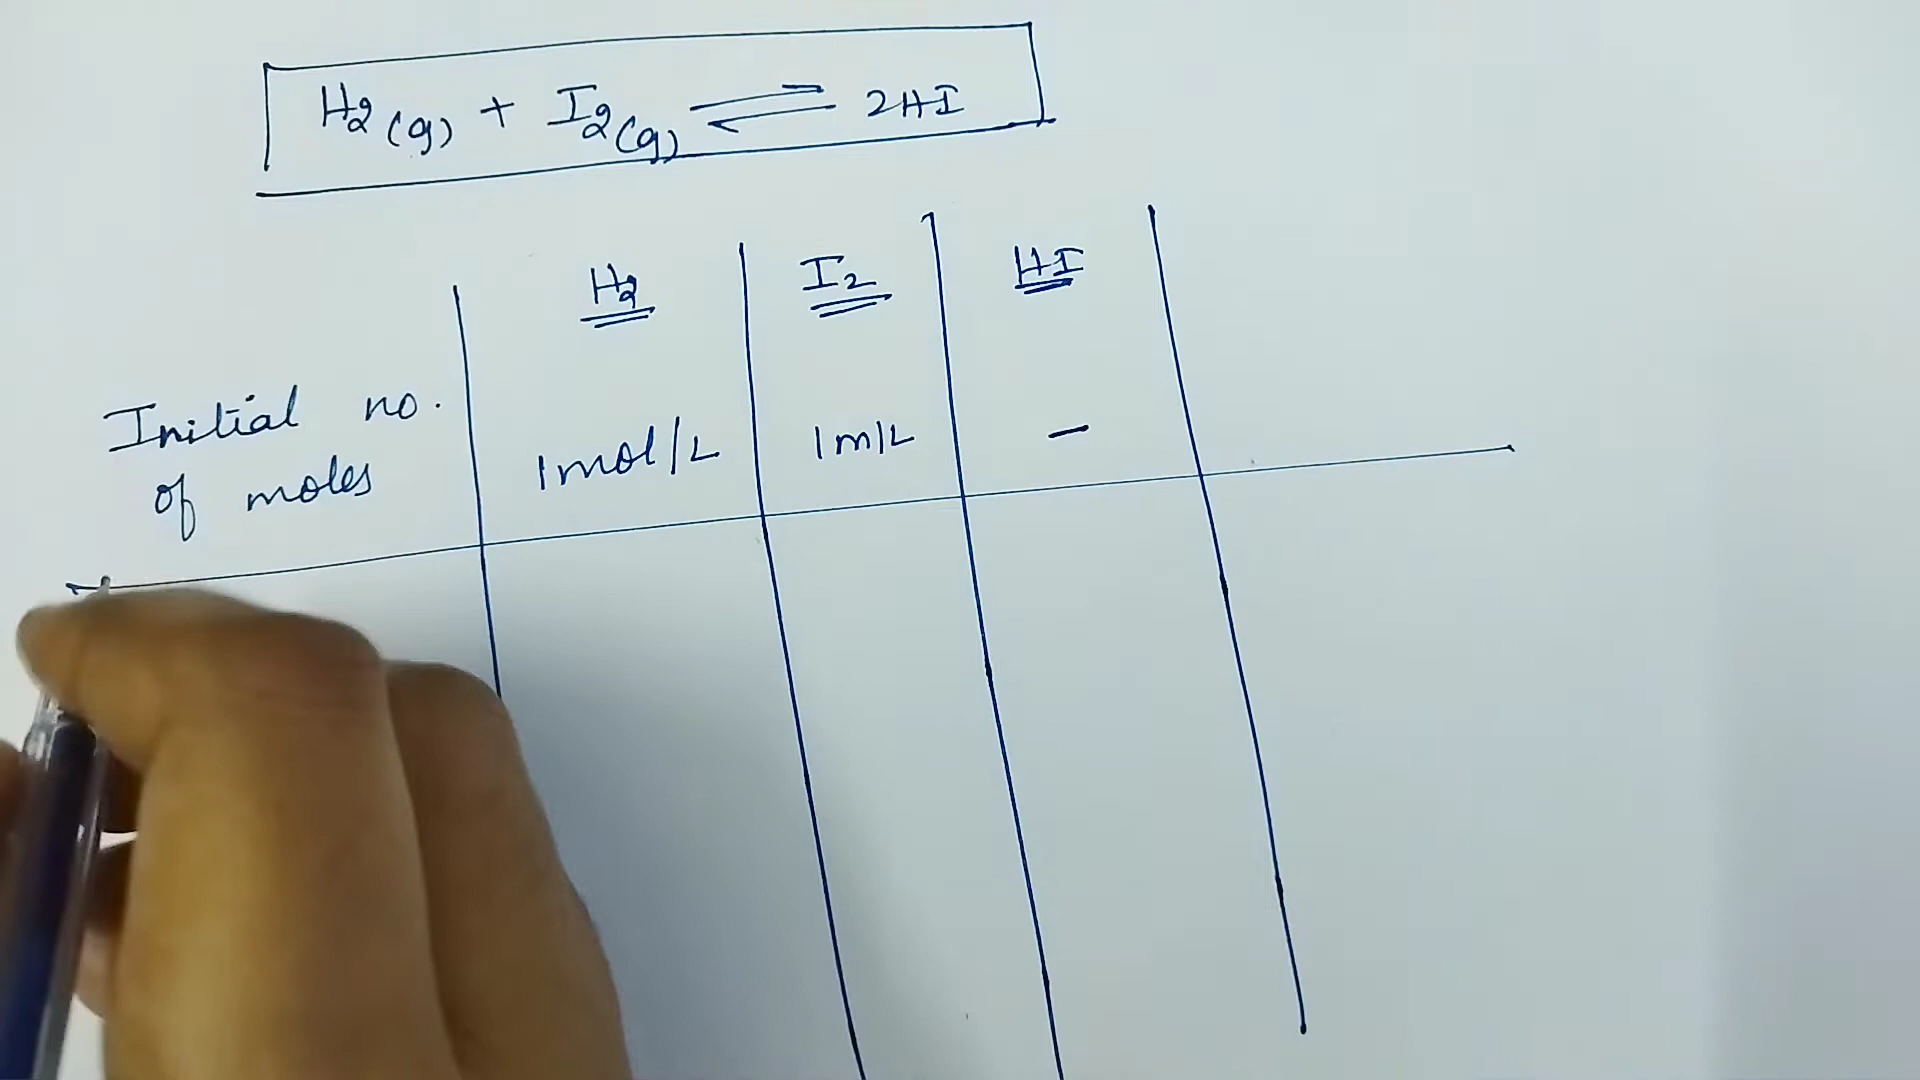 H₂(g) + I₂(g) ⇌ 2HI
H₂ I₂ HI
Initial no.
of moles
1mol/L 1m/L –